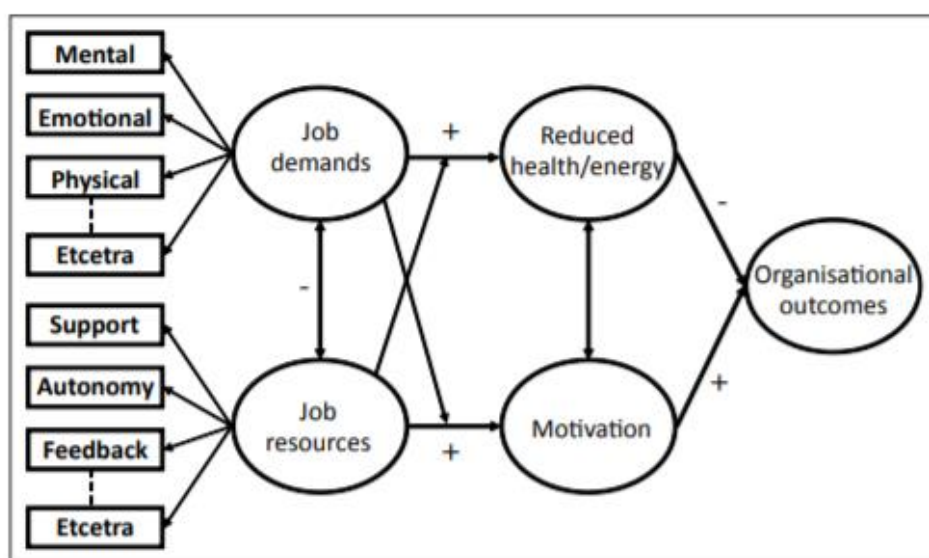 Mental
Emotional
Physical
Etcetra
Support
Autonomy
Feedback
Etcetra
Job
demands
Job
resources
+
-
+
Reduced
health/energy
Motivation
-
+
Organisational
outcomes